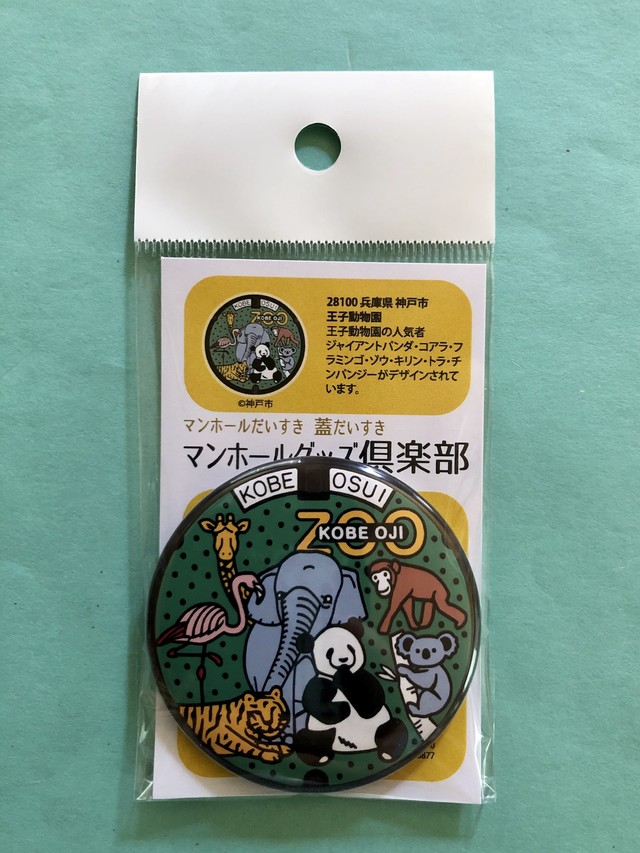 28100 兵庫県 神戸市
王子動物園
王子動物園の人気者
ジャイアントパンダ・コアラ・フ
ラミンゴ・ゾウ・キリン・トラ・チ
ンパンジーがデザインされて
います。
KOBE OSUI
ZOO
KOBE OJI
©神戸市
マンホールだいすき 蓋だいすき
マンホールグッズ倶楽部
KOBE OSUI
ZOO
KOBE OJI